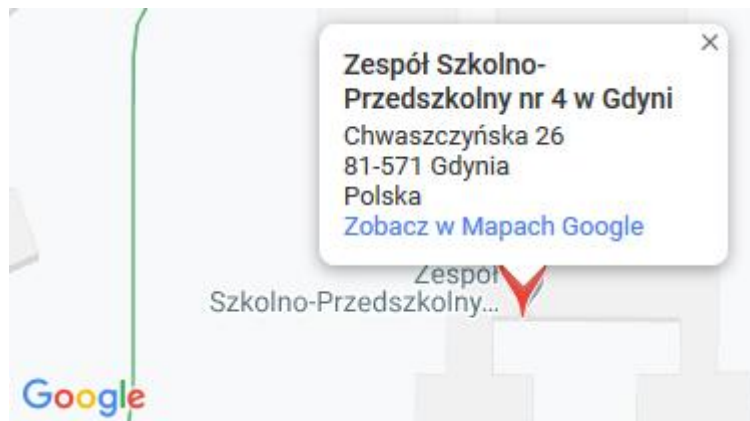 Zespół Szkolno-
Przedszkolny nr 4 w Gdyni
Chwaszczyńska 26
81-571 Gdynia
Polska
Zobacz w Mapach Google
Zespół
Szkolno-Przedszkolny...
Google